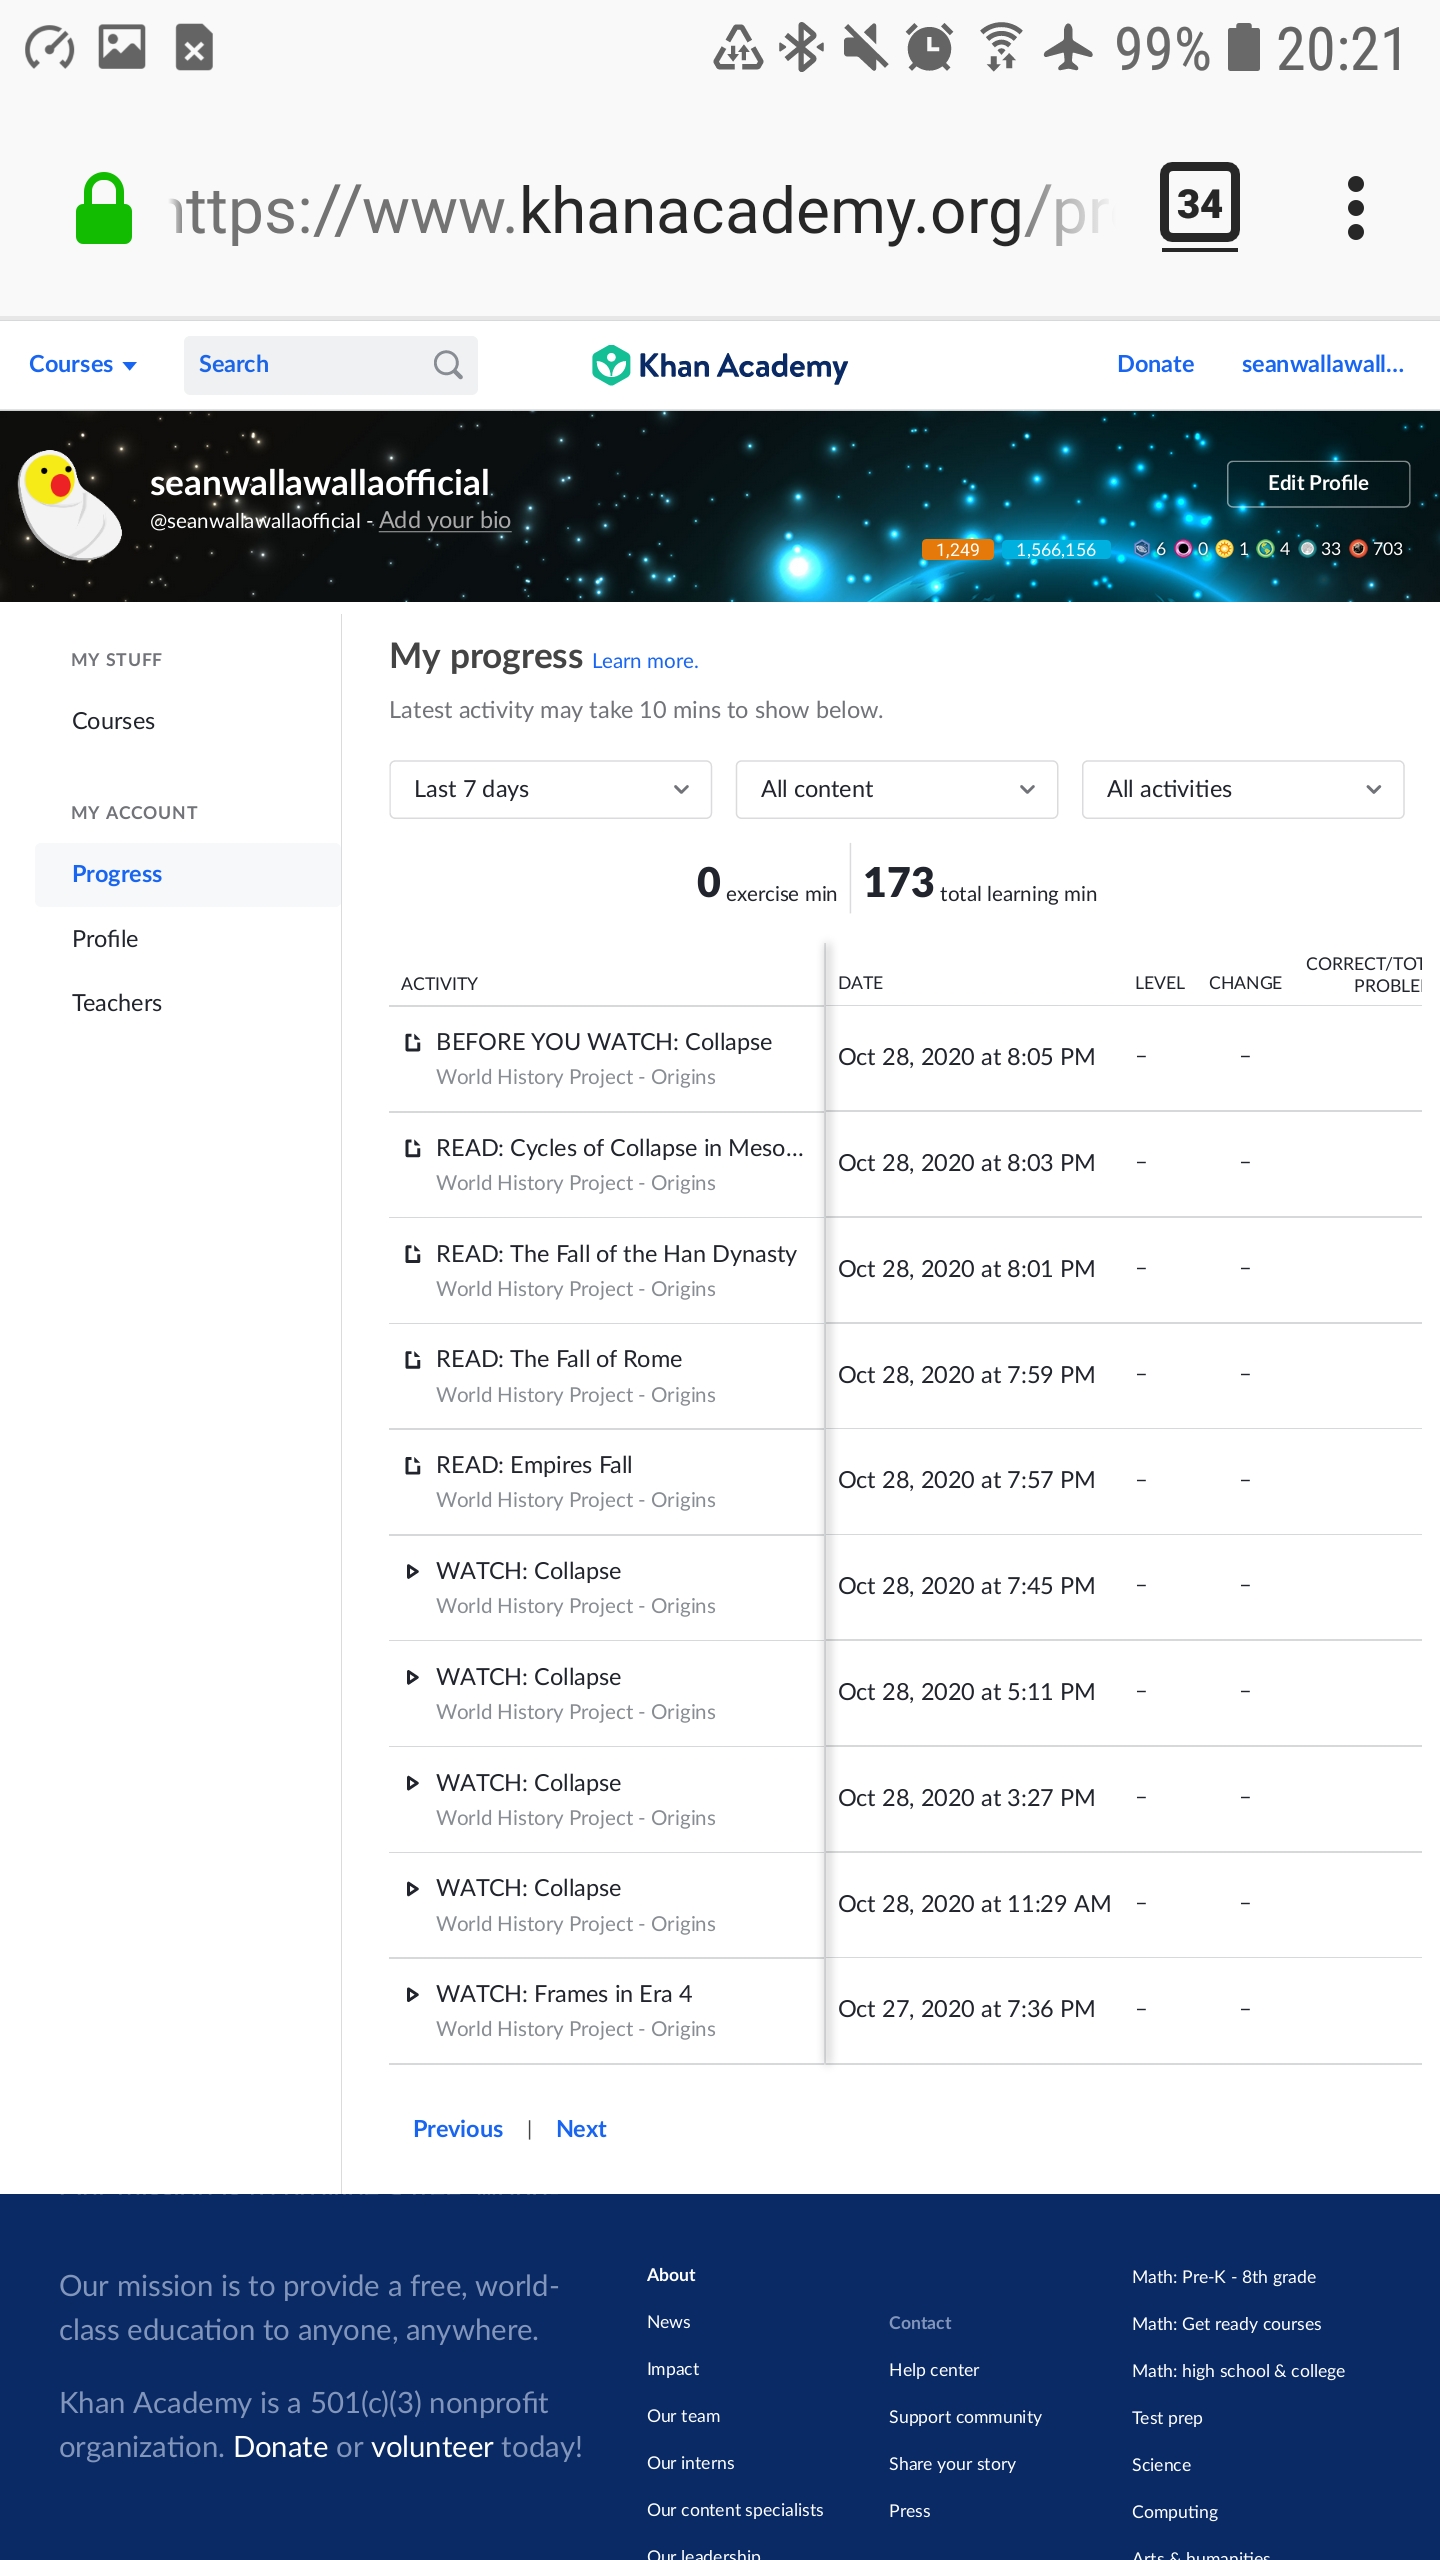 99% 20:21
https://www.khanacademy.org/pr
34
Courses
Search
Khan Academy
Donate
seanwallawall...
seanwallawallaofficial
@seanwallawallaofficial - Add your bio
Edit Profile
1,249 1,566,156 6 0 1 4 33 703
MY STUFF
Courses
MY ACCOUNT
Progress
Profile
Teachers
My progress Learn more.
Latest activity may take 10 mins to show below.
Last 7 days
All content
All activities
0 exercise min 173 total learning min
ACTIVITY DATE LEVEL CHANGE CORRECT/TOT
PROBLE
BEFORE YOU WATCH: Collapse
World History Project - Origins
Oct 28, 2020 at 8:05 PM – –
READ: Cycles of Collapse in Meso...
World History Project - Origins
Oct 28, 2020 at 8:03 PM – –
READ: The Fall of the Han Dynasty
World History Project - Origins
Oct 28, 2020 at 8:01 PM – –
READ: The Fall of Rome
World History Project - Origins
Oct 28, 2020 at 7:59 PM – –
READ: Empires Fall
World History Project - Origins
Oct 28, 2020 at 7:57 PM – –
WATCH: Collapse
World History Project - Origins
Oct 28, 2020 at 7:45 PM – –
WATCH: Collapse
World History Project - Origins
Oct 28, 2020 at 5:11 PM – –
WATCH: Collapse
World History Project - Origins
Oct 28, 2020 at 3:27 PM – –
WATCH: Collapse
World History Project - Origins
Oct 28, 2020 at 11:29 AM – –
WATCH: Frames in Era 4
World History Project - Origins
Oct 27, 2020 at 7:36 PM – –
Previous | Next
Our mission is to provide a free, world-
class education to anyone, anywhere.
Khan Academy is a 501(c)(3) nonprofit
organization. Donate or volunteer today!
About
News
Impact
Our team
Our interns
Our content specialists
Our leadership
Contact
Help center
Support community
Share your story
Press
Math: Pre-K - 8th grade
Math: Get ready courses
Math: high school & college
Test prep
Science
Computing
Arts & humanities